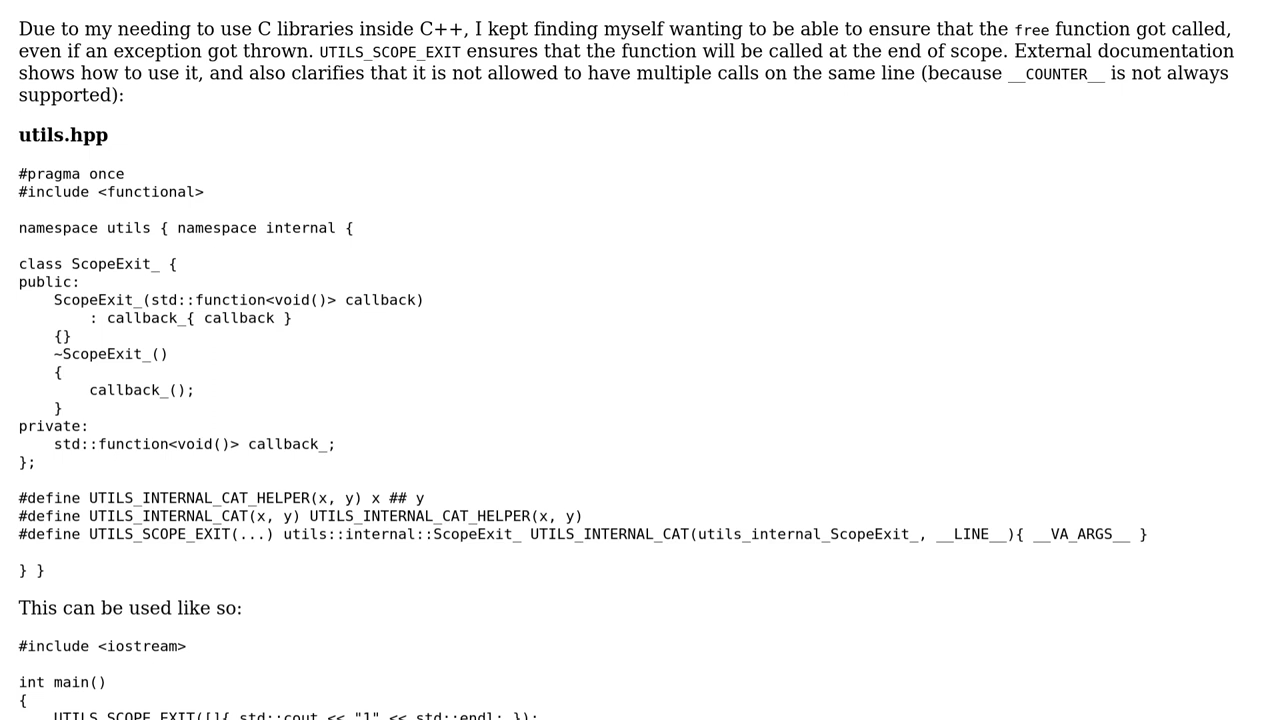 Due to my needing to use C libraries inside C++, I kept finding myself wanting to be able to ensure that the free function got called,
even if an exception got thrown. UTILS_SCOPE_EXIT ensures that the function will be called at the end of scope. External documentation
shows how to use it, and also clarifies that it is not allowed to have multiple calls on the same line (because __COUNTER__ is not always
supported):
utils.hpp
#pragma once
#include <functional>
namespace utils { namespace internal {
class ScopeExit_ {
public:
    ScopeExit_(std::function<void()> callback)
        : callback_{ callback }
    {}
    ~ScopeExit_()
    {
        callback_();
    }
private:
    std::function<void()> callback_;
};
#define UTILS_INTERNAL_CAT_HELPER(x, y) x ## y
#define UTILS_INTERNAL_CAT(x, y) UTILS_INTERNAL_CAT_HELPER(x, y)
#define UTILS_SCOPE_EXIT(...) utils::internal::ScopeExit_ UTILS_INTERNAL_CAT(utils_internal_ScopeExit_, __LINE__){ __VA_ARGS__ }
} }
This can be used like so:
#include <iostream>
int main()
{
    UTILS_SCOPE_EXIT([]{ std::cout << "1" << std::endl; });